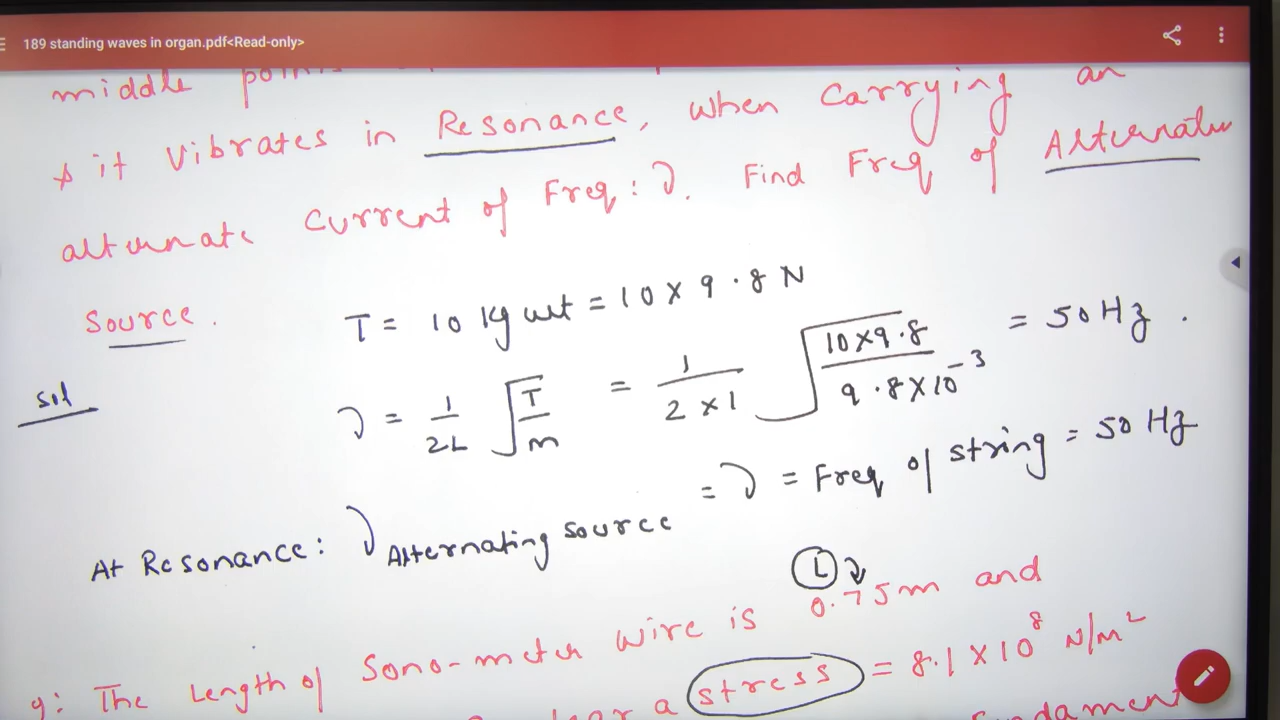 189 standing waves in organ.pdf<Read-only>
middle
& it vibrates in Resonance, when carrying an
alternate current of Freq: ν. Find Freq of Alternating
Source.
Sol
T = 10 kg wt = 10 × 9.8 N
ν = 1/2L √T/m = 1/2×1 √10×9.8/9.8×10⁻³ = 50 Hz.
At Resonance: ν Alternating source = ν = Freq of string = 50 Hz
L
9: The Length of Sono-meter wire is 0.75m and
a stress = 8.1 × 10⁸ N/m²